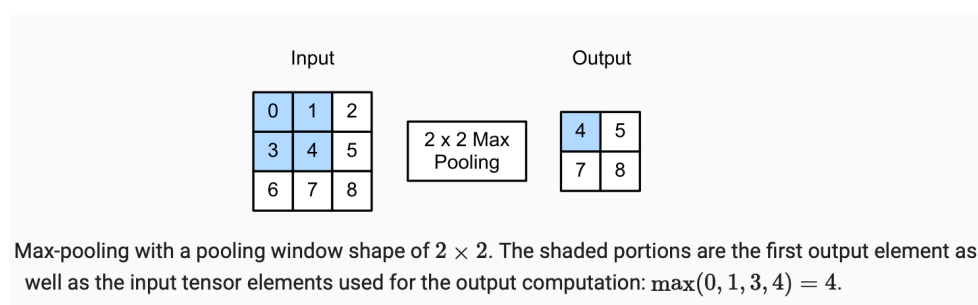 Input
Output
0 1 2
3 4 5
6 7 8
2 x 2 Max
Pooling
4 5
7 8
Max-pooling with a pooling window shape of 2 × 2. The shaded portions are the first output element as
well as the input tensor elements used for the output computation: max(0, 1, 3, 4) = 4.